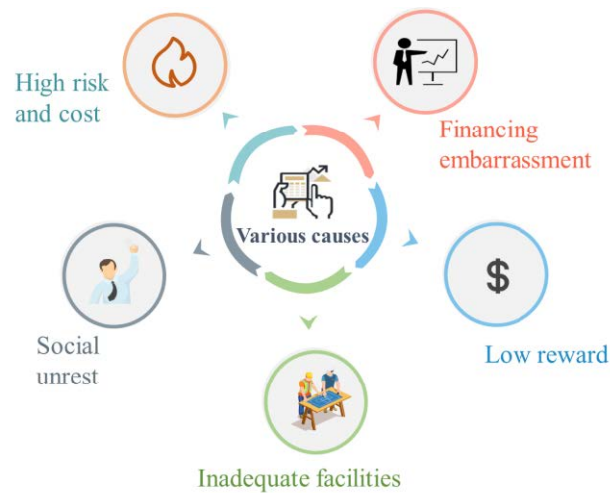 High risk
and cost
Financing
embarrassment
Various causes
$
Social
unrest
Low reward
Inadequate facilities